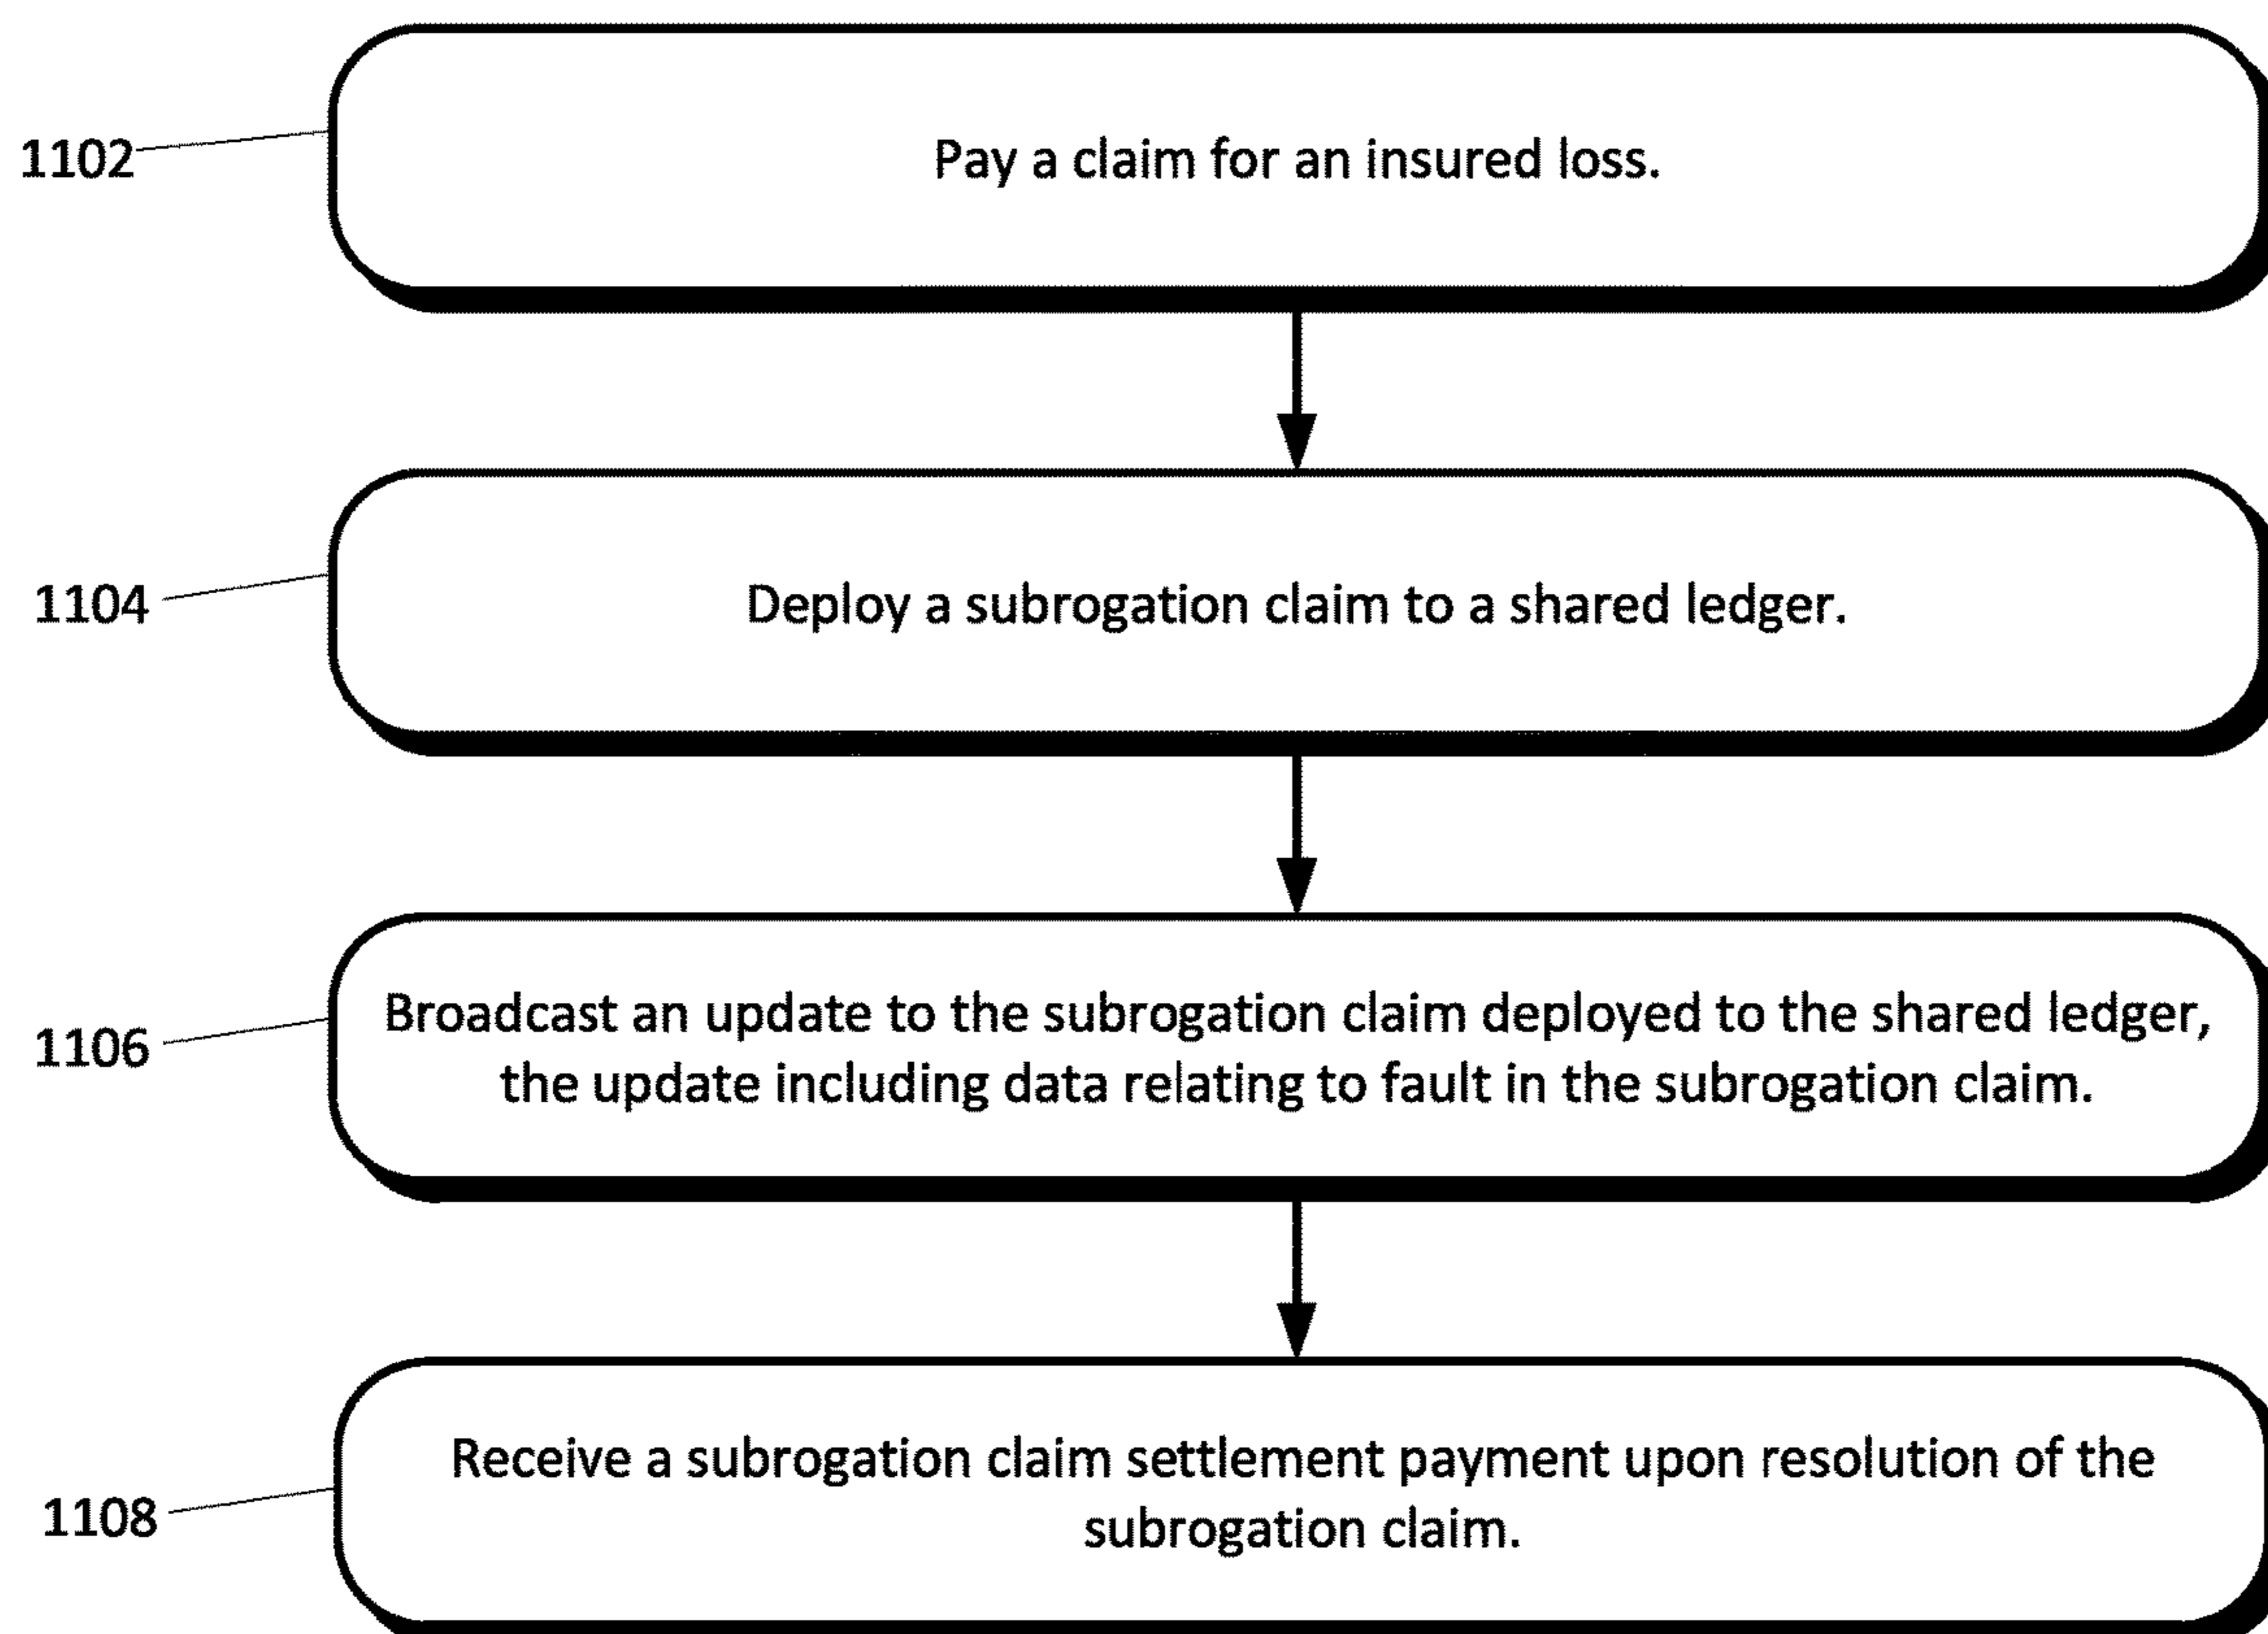 1102
Pay a claim for an insured loss.
1104
Deploy a subrogation claim to a shared ledger.
1106
Broadcast an update to the subrogation claim deployed to the shared ledger,
the update including data relating to fault in the subrogation claim.
1108
Receive a subrogation claim settlement payment upon resolution of the
subrogation claim.